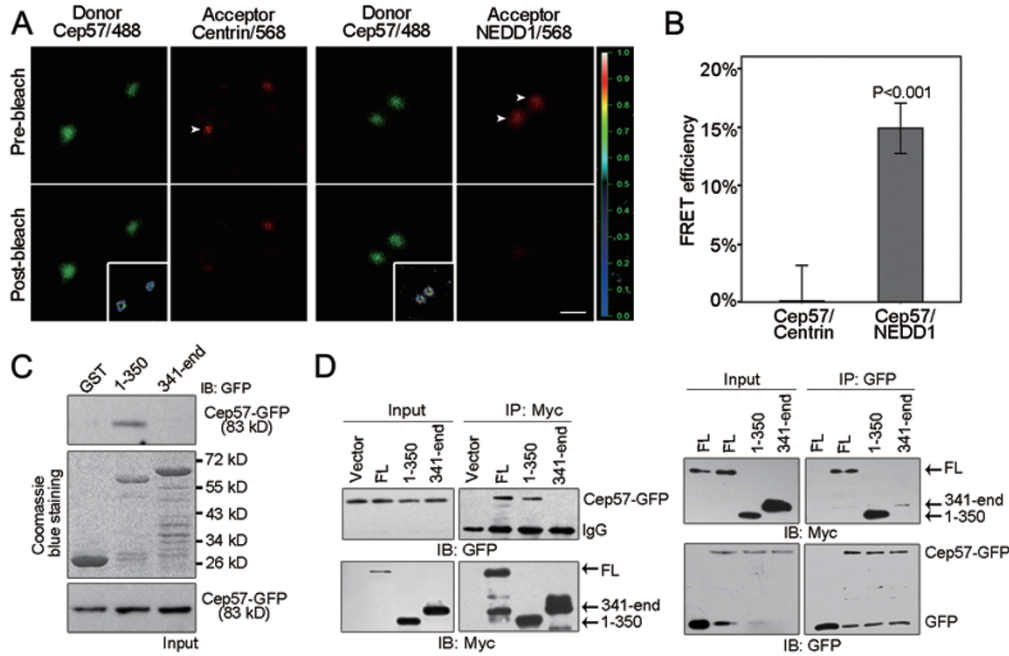 A
Donor
Cep57/488
Acceptor
Centrin/568
Donor
Cep57/488
Acceptor
NEDD1/568
Pre-bleach
Post-bleach
1.0
0.9
0.8
0.7
0.6
0.5
0.4
0.3
0.2
0.1
0.0
B
FRET efficiency
20%
15%
10%
5%
0%
P<0.001
Cep57/
Centrin
Cep57/
NEDD1
C
GST
1-350
341-end
IB: GFP
Cep57-GFP
(83 kD)
Coomassie
blue staining
72 kD
55 kD
43 kD
34 kD
26 kD
Cep57-GFP
(83 kD)
Input
D
Input
IP: Myc
Vector
FL
1-350
341-end
Vector
FL
1-350
341-end
Cep57-GFP
IgG
IB: GFP
FL
341-end
1-350
IB: Myc
Input
IP: GFP
FL
FL
1-350
341-end
FL
FL
1-350
341-end
FL
341-end
1-350
IB: Myc
Cep57-GFP
GFP
IB: GFP